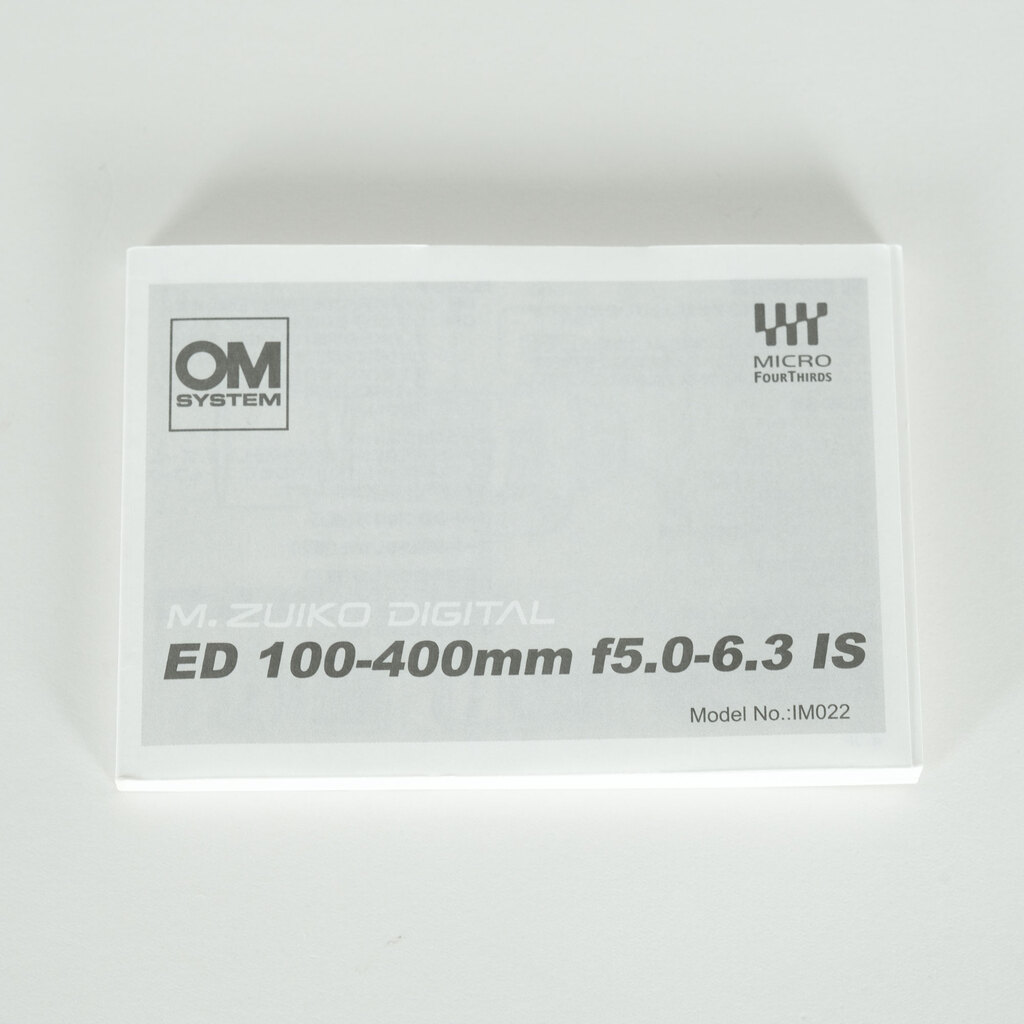 OM
SYSTEM
MICRO
FOURTHIRDS
M.ZUIKO DIGITAL
ED 100-400mm f5.0-6.3 IS
Model No.:IM022